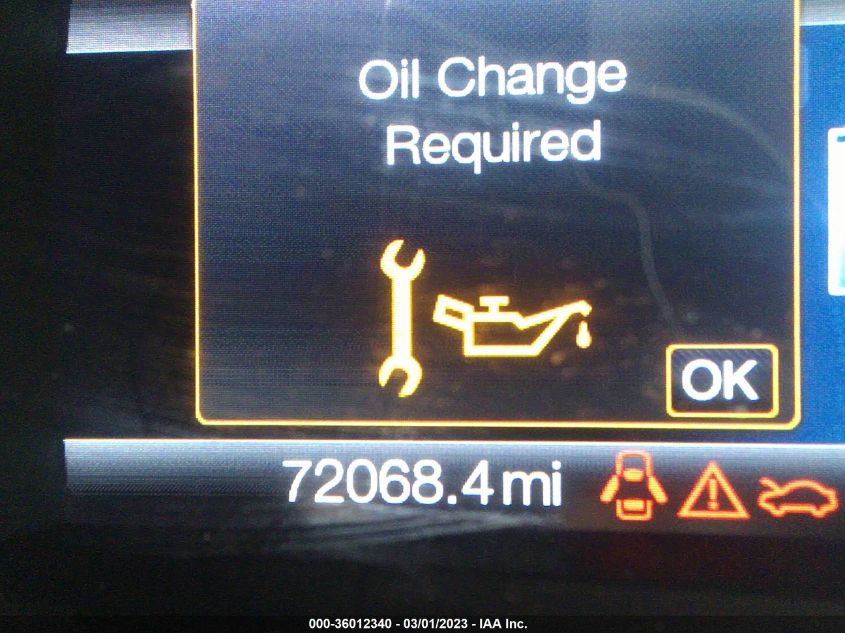 Oil Change
Required
OK
72068.4 mi
000-36012340 - 03/01/2023 - IAA Inc.